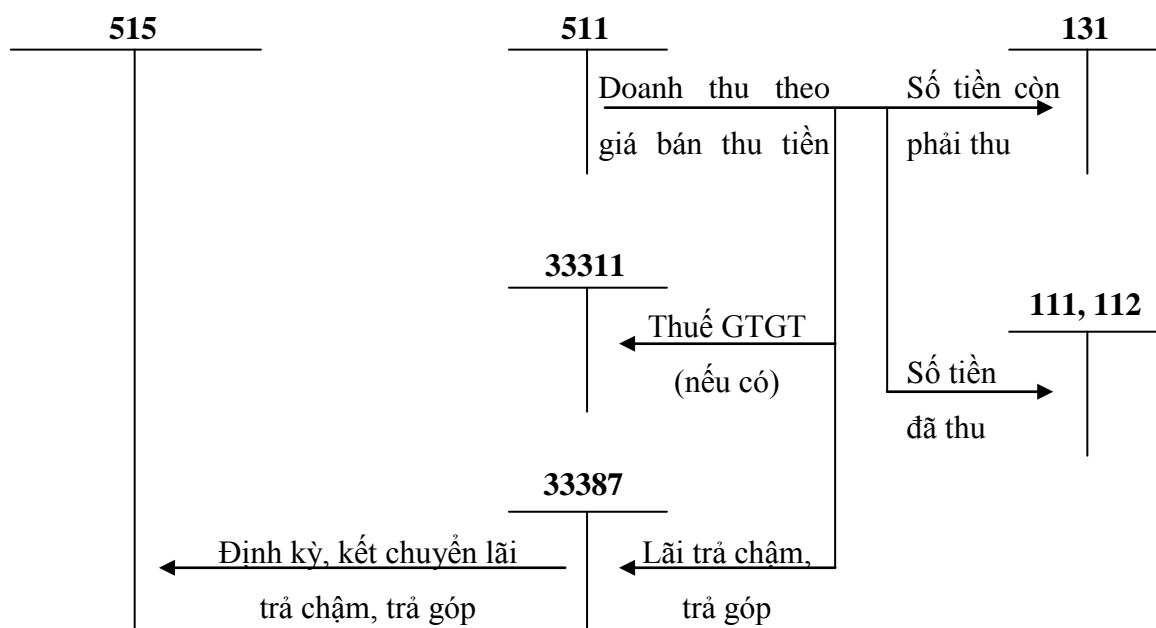 515
511
131
Doanh thu theo
giá bán thu tiền
Số tiền còn
phải thu
33311
Thuế GTGT
(nếu có)
111, 112
Số tiền
đã thu
33387
Định kỳ, kết chuyển lãi
trả chậm, trả góp
Lãi trả chậm,
trả góp